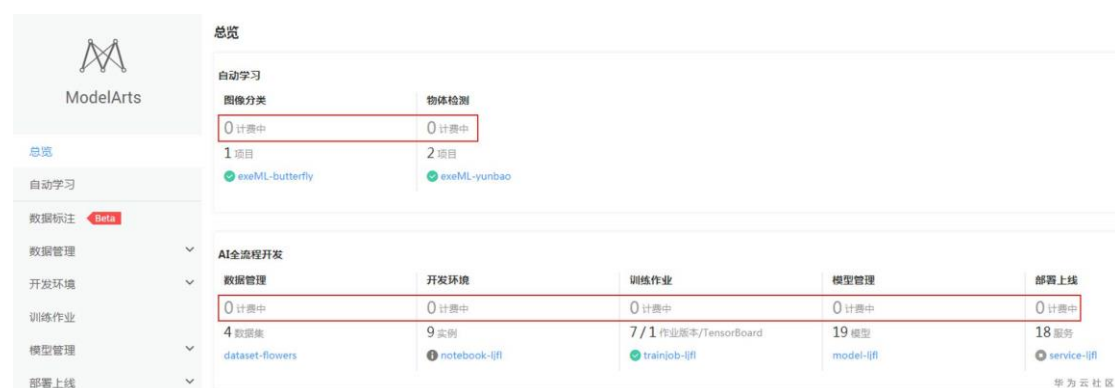 ModelArts
总览
自动学习
数据标注 Beta
数据管理
开发环境
训练作业
模型管理
部署上线
总览
自动学习
图像分类 物体检测
0 计费中 0 计费中
1 项目 2 项目
exeML-butterfly exeML-yunbao
AI全流程开发
数据管理 开发环境 训练作业 模型管理 部署上线
0 计费中 0 计费中 0 计费中 0 计费中 0 计费中
4 数据集 9 实例 7 / 1 作业版本/TensorBoard 19 模型 18 服务
dataset-flowers notebook-ljfl trainjob-ljfl model-ljfl service-ljfl
华为云社区